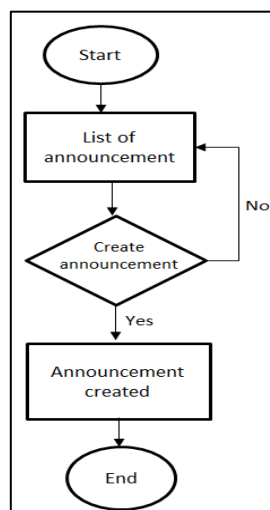 Start
List of
announcement
Create
announcement
No
Yes
Announcement
created
End